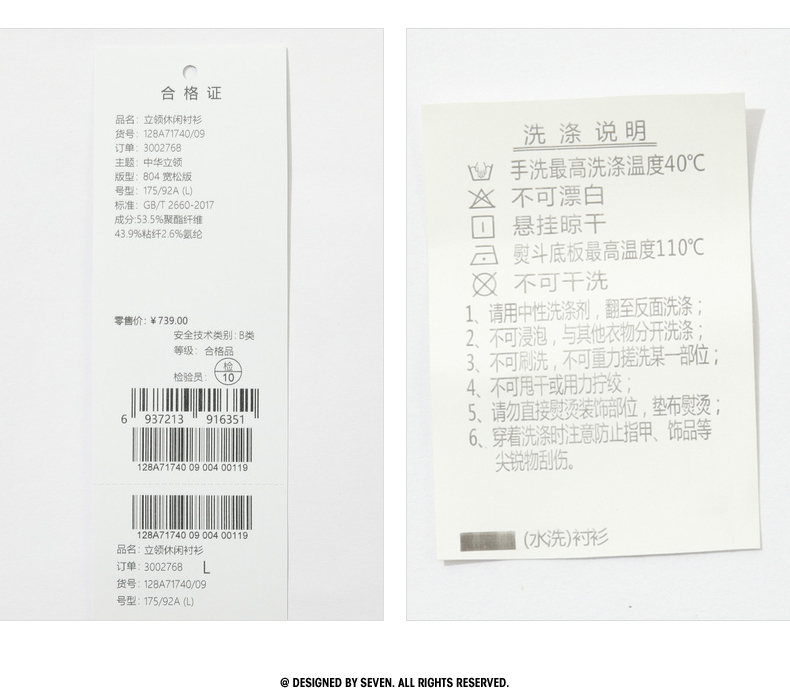 合格证
品名: 立领休闲衬衫
货号: 128A71740/09
订单: 3002768
主题: 中华立领
版型: 804 宽松版
号型: 175/92A (L)
标准: GB/T 2660-2017
成分:53.5%聚酯纤维
43.9%粘纤2.6%氨纶
零售价: ¥739.00
安全技术类别: B类
等级: 合格品
检验员: 检
10
6 937213 916351
128A71740 09 004 00119
128A71740 09 004 00119
品名: 立领休闲衬衫
订单: 3002768 L
货号: 128A71740/09
号型: 175/92A (L)
洗涤说明
手洗最高洗涤温度40℃
不可漂白
悬挂晾干
熨斗底板最高温度110℃
不可干洗
1、请用中性洗涤剂，翻至反面洗涤；
2、不可浸泡，与其他衣物分开洗涤；
3、不可刷洗，不可重力搓洗某一部位；
4、不可甩干或用力拧绞；
5、请勿直接熨烫装饰部位，垫布熨烫；
6、穿着洗涤时注意防止指甲、饰品等
尖锐物刮伤。
(水洗)衬衫
@ DESIGNED BY SEVEN. ALL RIGHTS RESERVED.